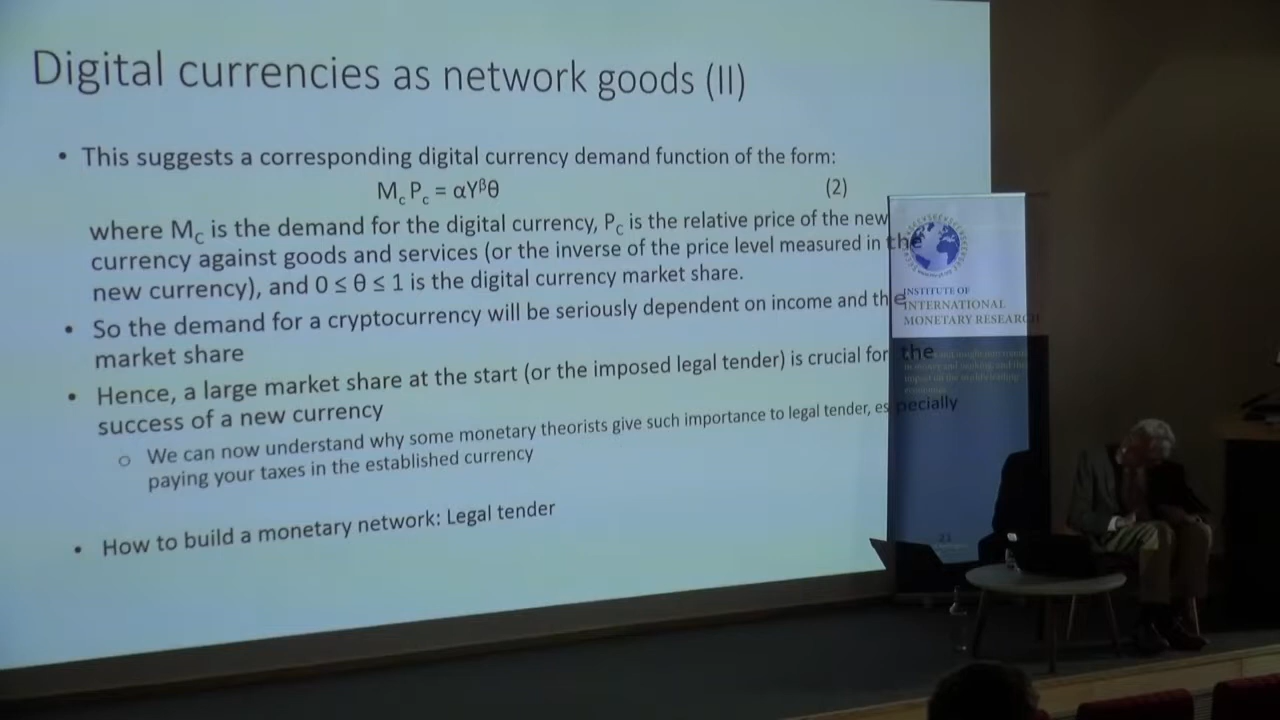 Digital currencies as network goods (II)
• This suggests a corresponding digital currency demand function of the form:
McPc = αYᵝθ (2)
where MC is the demand for the digital currency, PC is the relative price of the new
currency against goods and services (or the inverse of the price level measured in the
new currency), and 0 ≤ θ ≤ 1 is the digital currency market share.
• So the demand for a cryptocurrency will be seriously dependent on income and the
market share
• Hence, a large market share at the start (or the imposed legal tender) is crucial for the
success of a new currency
o We can now understand why some monetary theorists give such importance to legal tender, especially
paying your taxes in the established currency
• How to build a monetary network: Legal tender
INSTITUTE OF
INTERNATIONAL
MONETARY RESEARCH